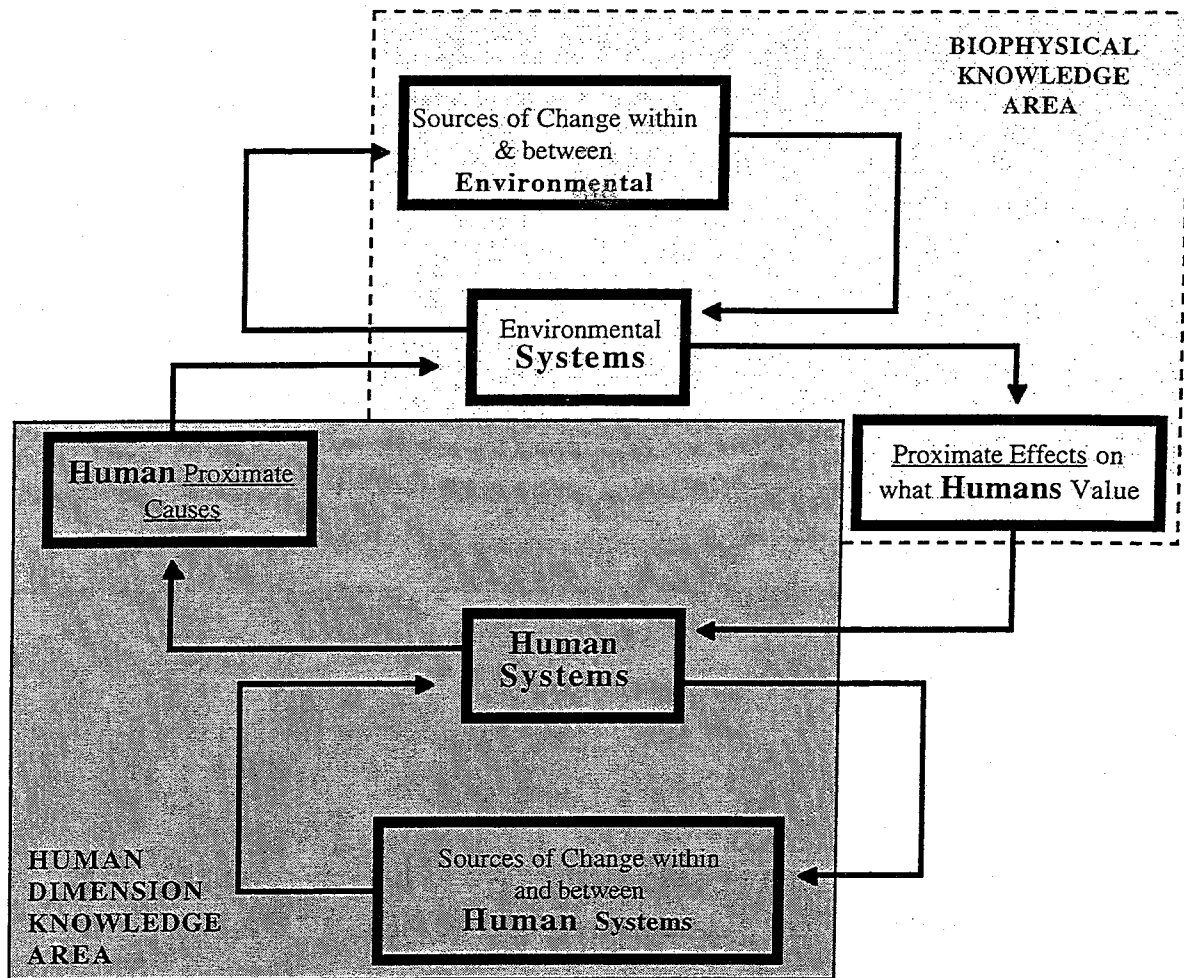 BIOPHYSICAL
KNOWLEDGE
AREA
Sources of Change within
& between
Environmental
Environmental
Systems
Human Proximate
Causes
Proximate Effects on
what Humans Value
Human
Systems
Sources of Change within
and between
Human Systems
HUMAN
DIMENSION
KNOWLEDGE
AREA